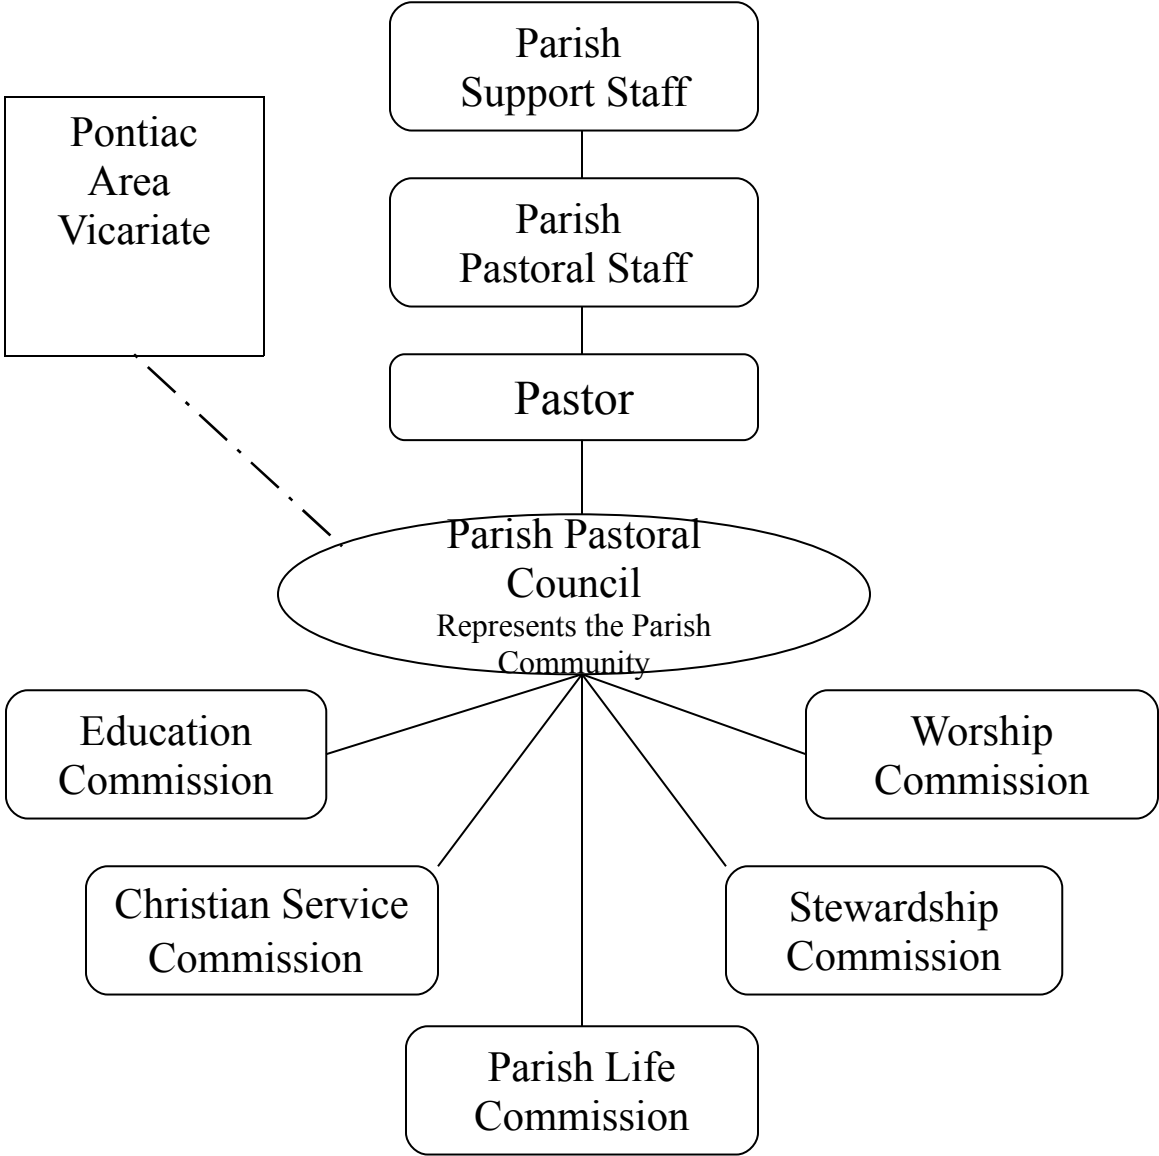 Parish
Support Staff
Pontiac
Area
Vicariate
Parish
Pastoral Staff
Pastor
Parish Pastoral
Council
Represents the Parish
Community
Education
Commission
Worship
Commission
Christian Service
Commission
Stewardship
Commission
Parish Life
Commission